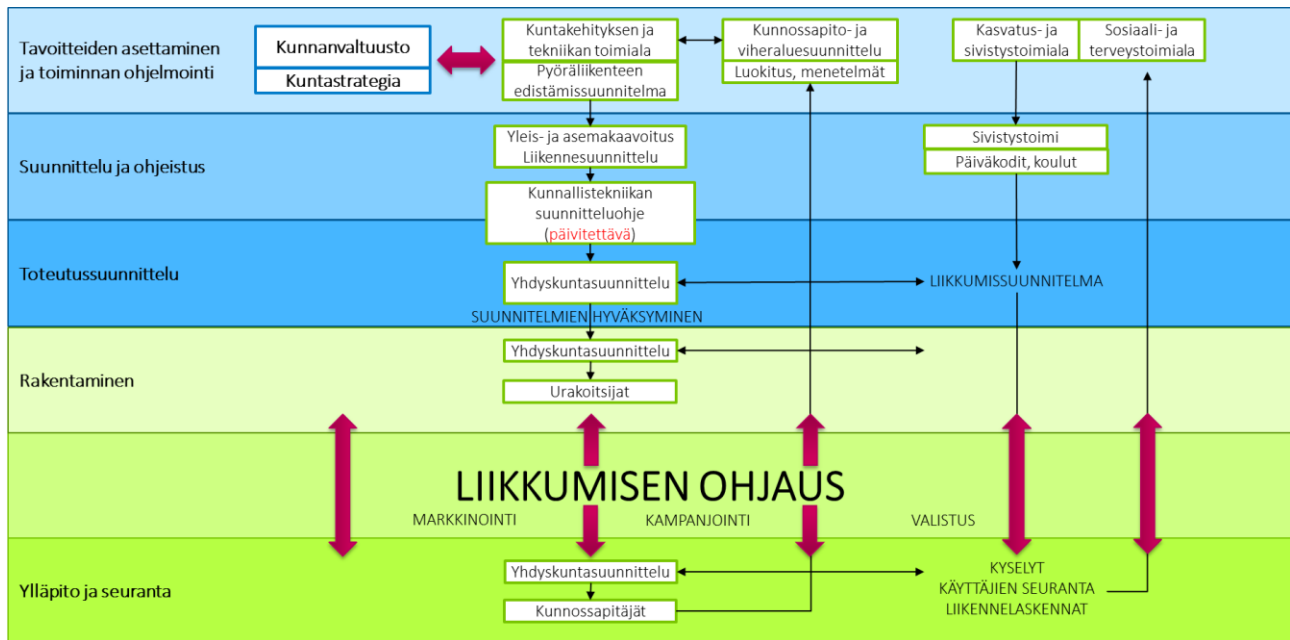 Tavoitteiden asettaminen
ja toiminnan ohjelmointi
Kunnanvaltuusto
Kuntastrategia
Kuntakehityksen ja
tekniikan toimiala
Pyöräliikenteen
edistämissuunnitelma
Kunnossapito- ja
viheraluesuunnittelu
Luokitus, menetelmät
Kasvatus- ja
sivistystoimiala
Sosiaali- ja
terveystoimiala
Suunnittelu ja ohjeistus
Yleis- ja asemakaavoitus
Liikennesuunnittelu
Sivistystoimi
Päiväkodit, koulut
Kunnallistekniikan
suunnitteluohje
(päivitettävä)
Toteutussuunnittelu
Yhdyskuntasuunnittelu
LIIKKUMISSUUNNITELMA
SUUNNITELMIEN HYVÄKSYMINEN
Rakentaminen
Yhdyskuntasuunnittelu
Urakoitsijat
LIIKKUMISEN OHJAUS
MARKKINOINTI
KAMPANJOINTI
VALISTUS
Ylläpito ja seuranta
Yhdyskuntasuunnittelu
Kunnossapitäjät
KYSELYT
KÄYTTÄJIEN SEURANTA
LIIKENNELASKENNAT